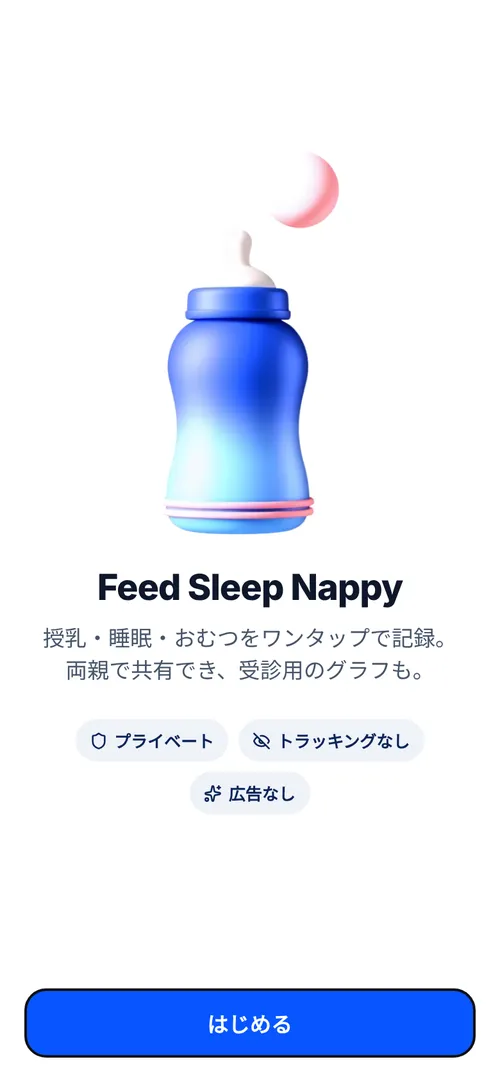 Feed Sleep Nappy
授乳・睡眠・おむつをワンタップで記録。
両親で共有でき、受診用のグラフも。
プライベート
トラッキングなし
広告なし
はじめる